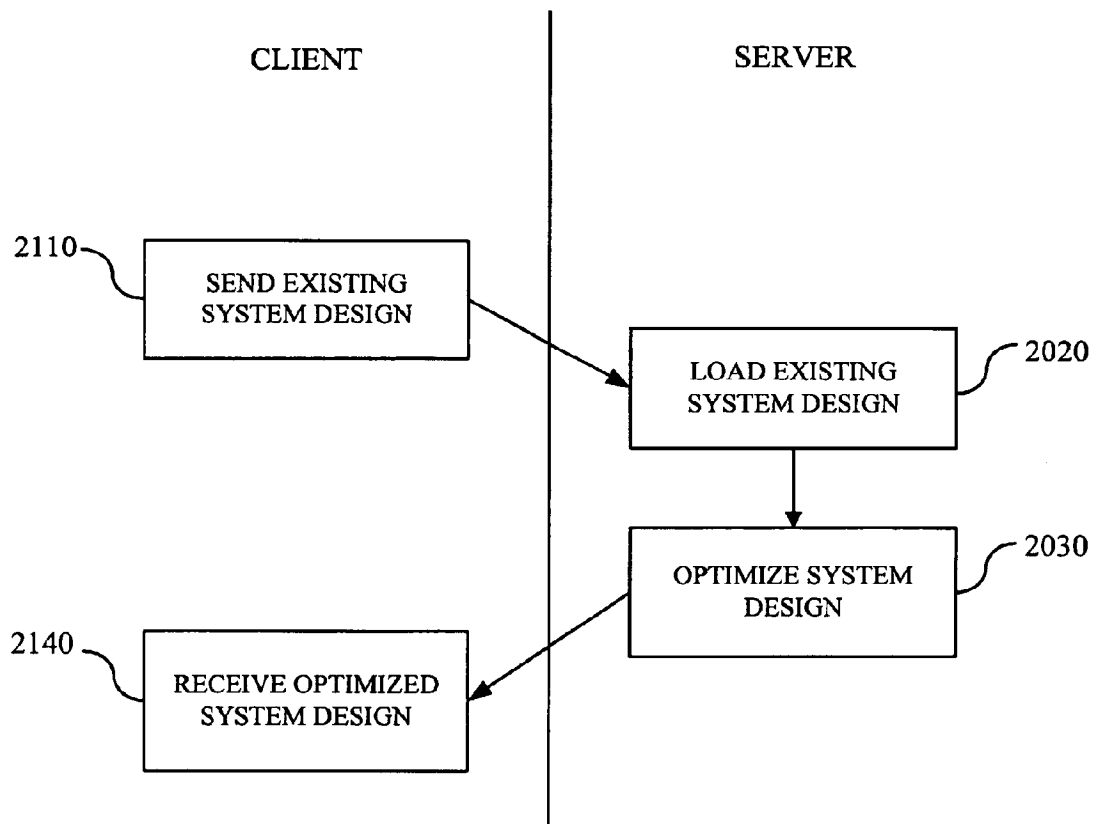 CLIENT
SERVER
2110
SEND EXISTING
SYSTEM DESIGN
LOAD EXISTING
SYSTEM DESIGN
2020
OPTIMIZE SYSTEM
DESIGN
2030
2140
RECEIVE OPTIMIZED
SYSTEM DESIGN